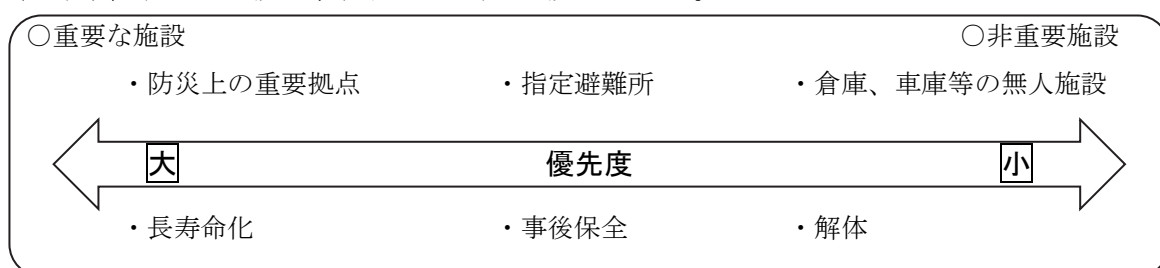 ○重要な施設 ○非重要施設
・防災上の重要拠点 ・指定避難所 ・倉庫、車庫等の無人施設
大 優先度 小
・長寿命化 ・事後保全 ・解体